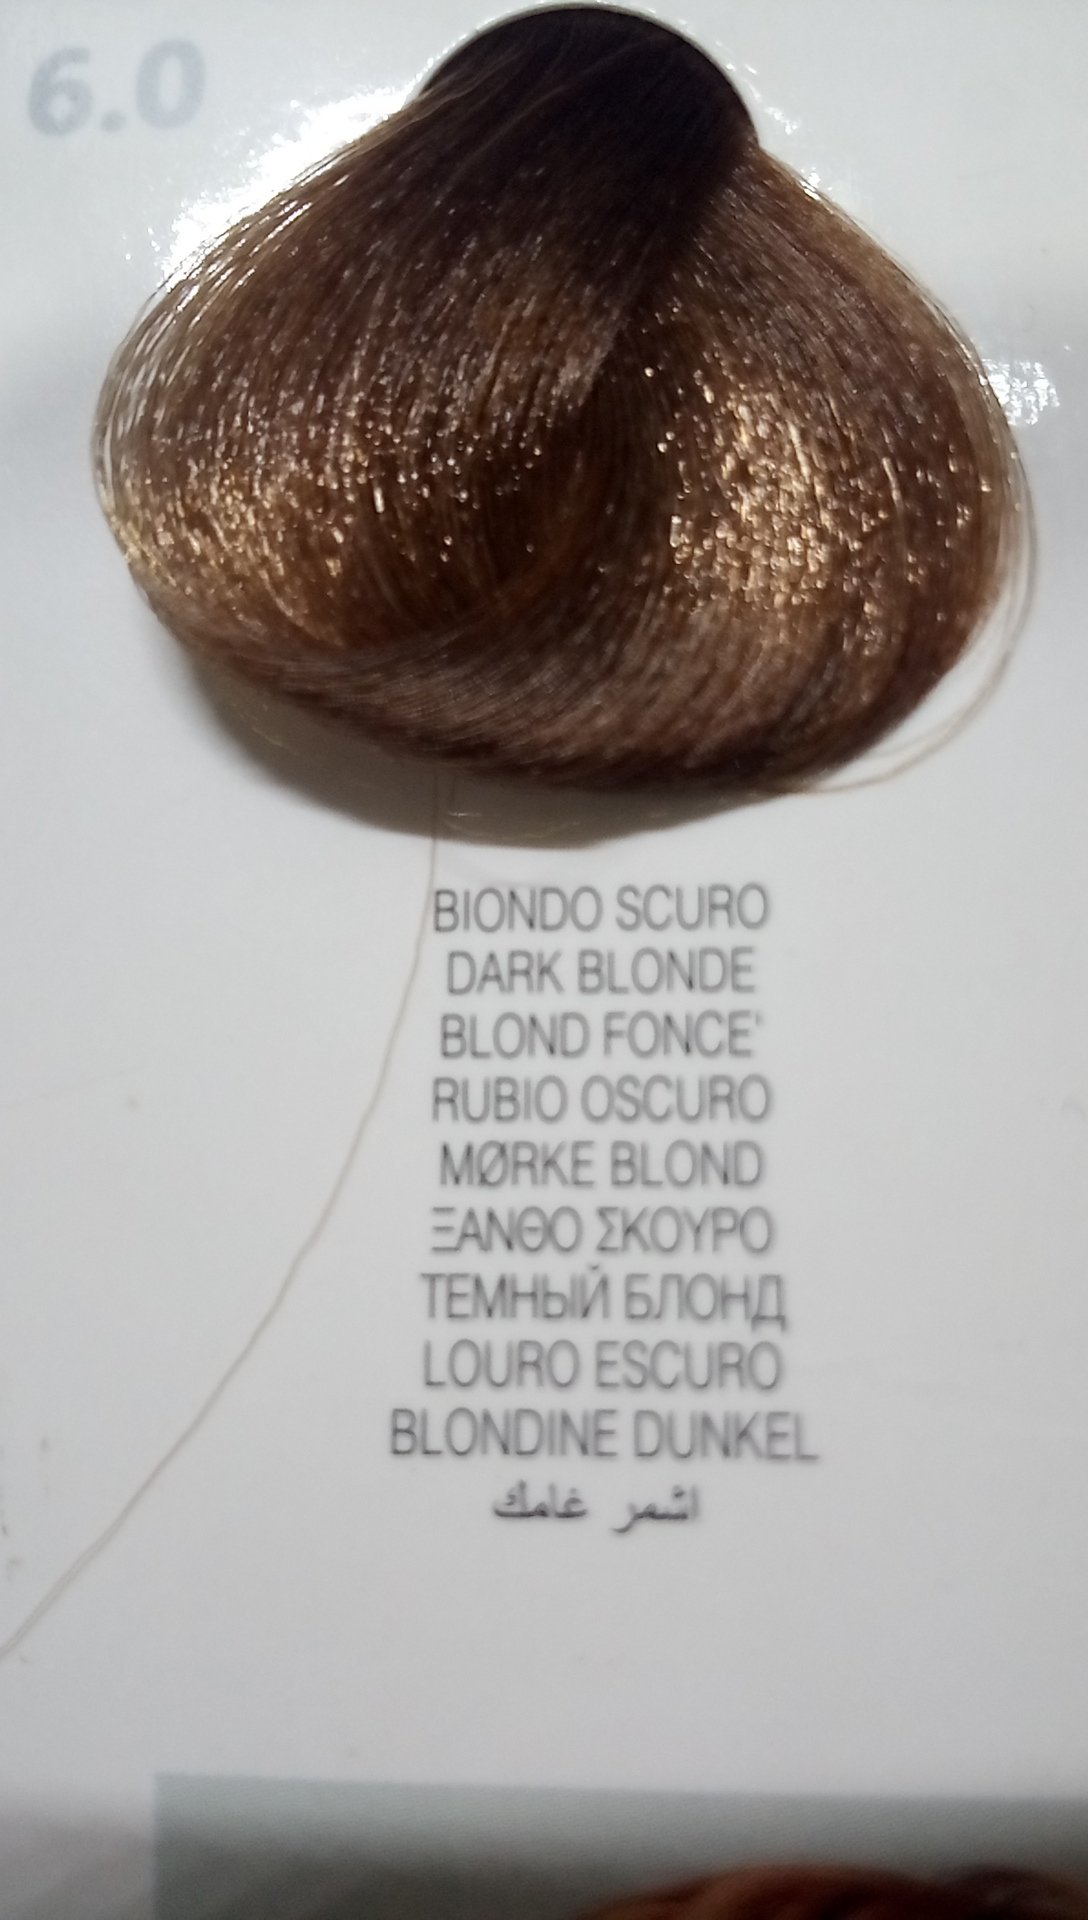 6.0
BIONDO SCURO
DARK BLONDE
BLOND FONCE'
RUBIO OSCURO
MØRKE BLOND
ΞΑΝΘΟ ΣΚΟΥΡΟ
ТЕМНЫЙ БЛОНД
LOURO ESCURO
BLONDINE DUNKEL
اشمر غامك